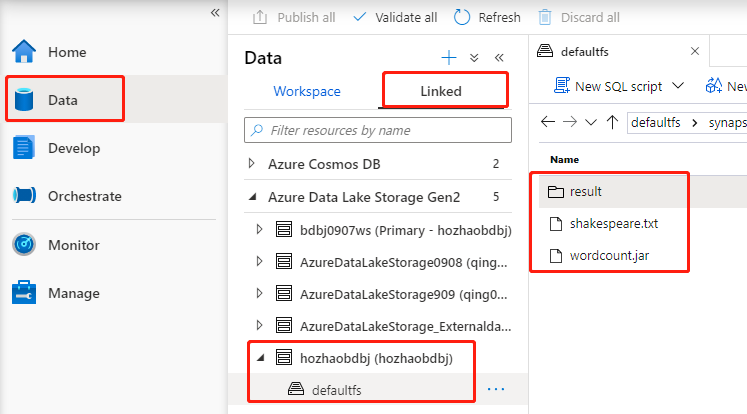 Home
Data
Develop
Orchestrate
Monitor
Manage
Publish all
Validate all
Refresh
Discard all
Data
Workspace
Linked
Filter resources by name
Azure Cosmos DB 2
Azure Data Lake Storage Gen2 5
bdbj0907ws (Primary - hozhaobdbj)
AzureDataLakeStorage0908 (qing...
AzureDataLakeStorage909 (qing0...
AzureDataLakeStorage_Externalda...
hozhaobdbj (hozhaobdbj)
defaultfs
defaultfs
New SQL script
New
defaultfs synaps
Name
result
shakespeare.txt
wordcount.jar